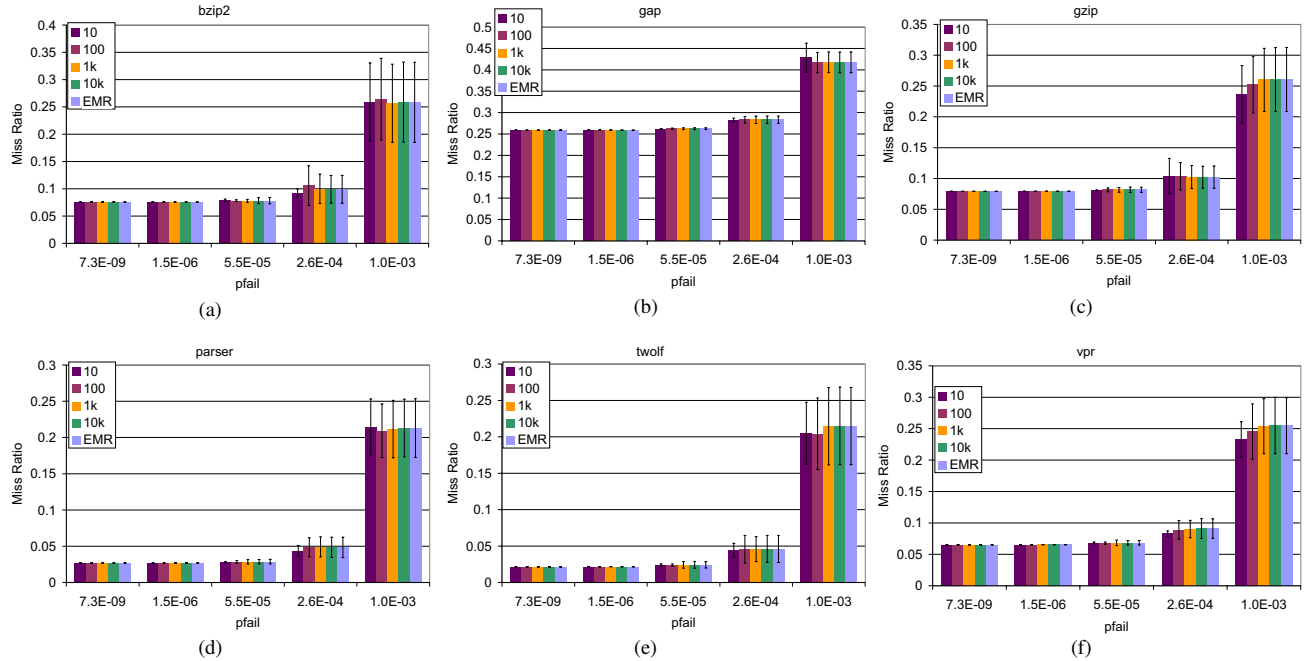 bzip2
0.4
0.35
0.3
0.25
0.2
0.15
0.1
0.05
0
Miss Ratio
10
100
1k
10k
EMR
7.3E-09 1.5E-06 5.5E-05 2.6E-04 1.0E-03
pfail
(a)
gap
0.5
0.45
0.4
0.35
0.3
0.25
0.2
0.15
0.1
0.05
0
Miss Ratio
10
100
1k
10k
EMR
7.3E-09 1.5E-06 5.5E-05 2.6E-04 1.0E-03
pfail
(b)
gzip
0.35
0.3
0.25
0.2
0.15
0.1
0.05
0
Miss Ratio
10
100
1k
10k
EMR
7.3E-09 1.5E-06 5.5E-05 2.6E-04 1.0E-03
pfail
(c)
parser
0.3
0.25
0.2
0.15
0.1
0.05
0
Miss Ratio
10
100
1k
10k
EMR
7.3E-09 1.5E-06 5.5E-05 2.6E-04 1.0E-03
pfail
(d)
twolf
0.3
0.25
0.2
0.15
0.1
0.05
0
Miss Ratio
10
100
1k
10k
EMR
7.3E-09 1.5E-06 5.5E-05 2.6E-04 1.0E-03
pfail
(e)
vpr
0.35
0.3
0.25
0.2
0.15
0.1
0.05
0
Miss Ratio
10
100
1k
10k
EMR
7.3E-09 1.5E-06 5.5E-05 2.6E-04 1.0E-03
pfail
(f)